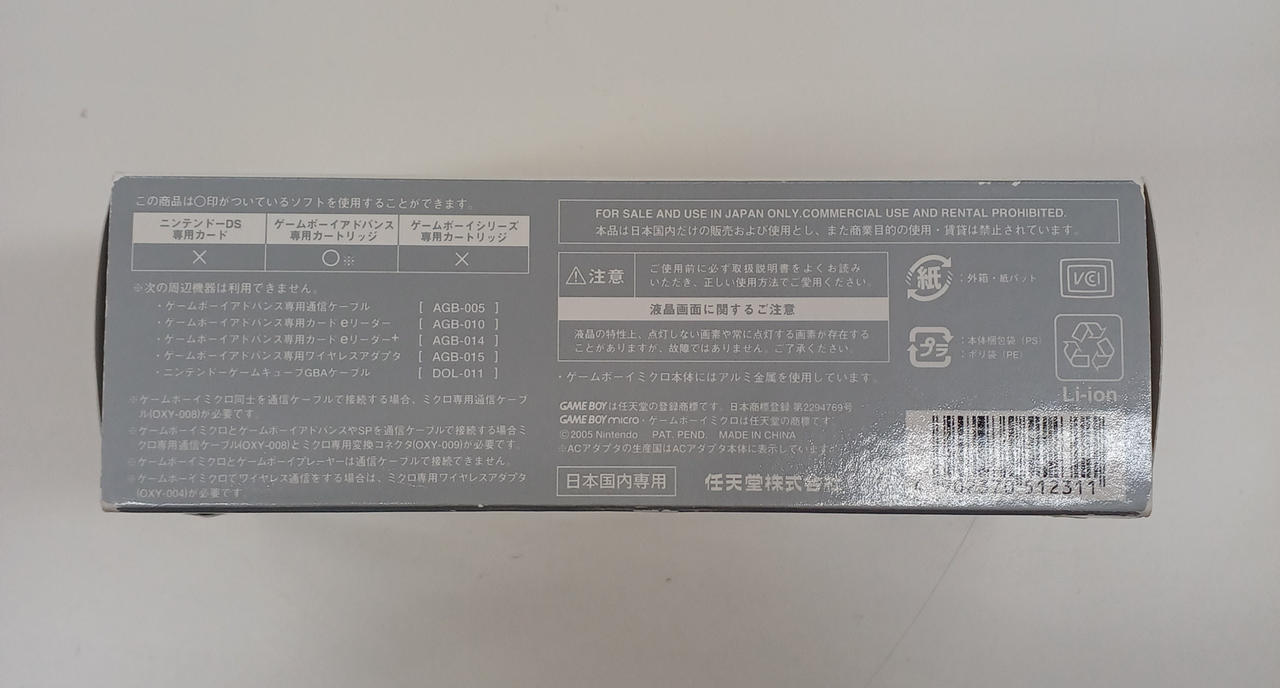 この商品は〇印がついているソフトを使用することができます。
ニンテンドーDS
専用カード
ゲームボーイアドバンス
専用カートリッジ
ゲームボーイシリーズ
専用カートリッジ
×
〇※
×
※次の周辺機器は利用できません。
・ゲームボーイアドバンス専用通信ケーブル [ AGB-005 ]
・ゲームボーイアドバンス専用カード eリーダー [ AGB-010 ]
・ゲームボーイアドバンス専用カード eリーダー+ [ AGB-014 ]
・ゲームボーイアドバンス専用ワイヤレスアダプタ [ AGB-015 ]
・ニンテンドーゲームキューブGBAケーブル [ DOL-011 ]
※ゲームボーイミクロ同士を通信ケーブルで接続する場合、ミクロ専用通信ケーブ
ル(OXY-008)が必要です。
※ゲームボーイミクロとゲームボーイアドバンスやSPを通信ケーブルで接続する場合ミ
クロ専用通信ケーブル(OXY-008)とミクロ専用変換コネクタ(OXY-009)が必要です。
※ゲームボーイミクロとゲームボーイプレーヤーは通信ケーブルで接続できません。
※ゲームボーイミクロでワイヤレス通信をする場合は、ミクロ専用ワイヤレスアダプタ
(OXY-004)が必要です。
FOR SALE AND USE IN JAPAN ONLY.COMMERCIAL USE AND RENTAL PROHIBITED.
本品は日本国内だけの販売および使用とし、また商業目的の使用・賃貸は禁止されています。
注意
ご使用前に必ず取扱説明書をよくお読み
いただき、正しい使用方法でご愛用ください。
液晶画面に関するご注意
液晶の特性上、点灯しない画素や常に点灯する画素が存在する
ことがありますが、故障ではありません。ご了承ください。
・ゲームボーイミクロ本体にはアルミ金属を使用しています。
GAME BOYは任天堂の登録商標です。日本商標登録 第2294769号
GAME BOY micro・ゲームボーイミクロは任天堂の商標です。
©2005 Nintendo PAT. PEND. MADE IN CHINA
※ACアダプタの生産国はACアダプタ本体に表示しています。
日本国内専用
任天堂株式会社
紙
:外箱・紙パット
VCCI
プラ
:本体梱包袋(PS)
:ポリ袋(PE)
Li-ion
512311